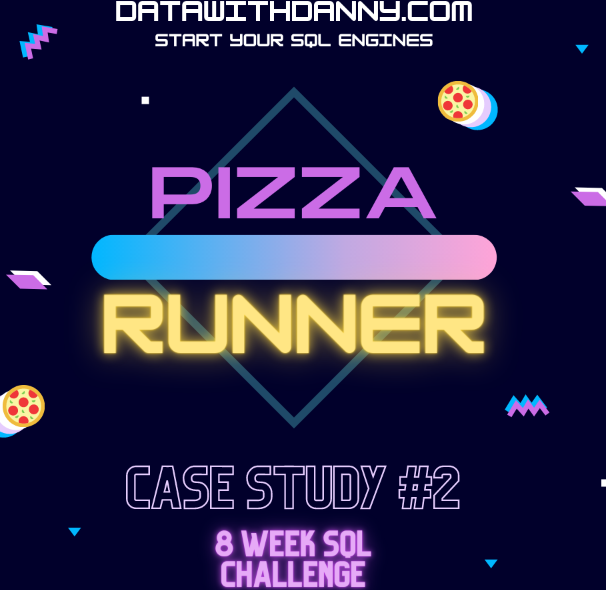 DATAWITHDANNY.COM
START YOUR SQL ENGINES
PIZZA
RUNNER
CASE STUDY #2
8 WEEK SQL
CHALLENGE